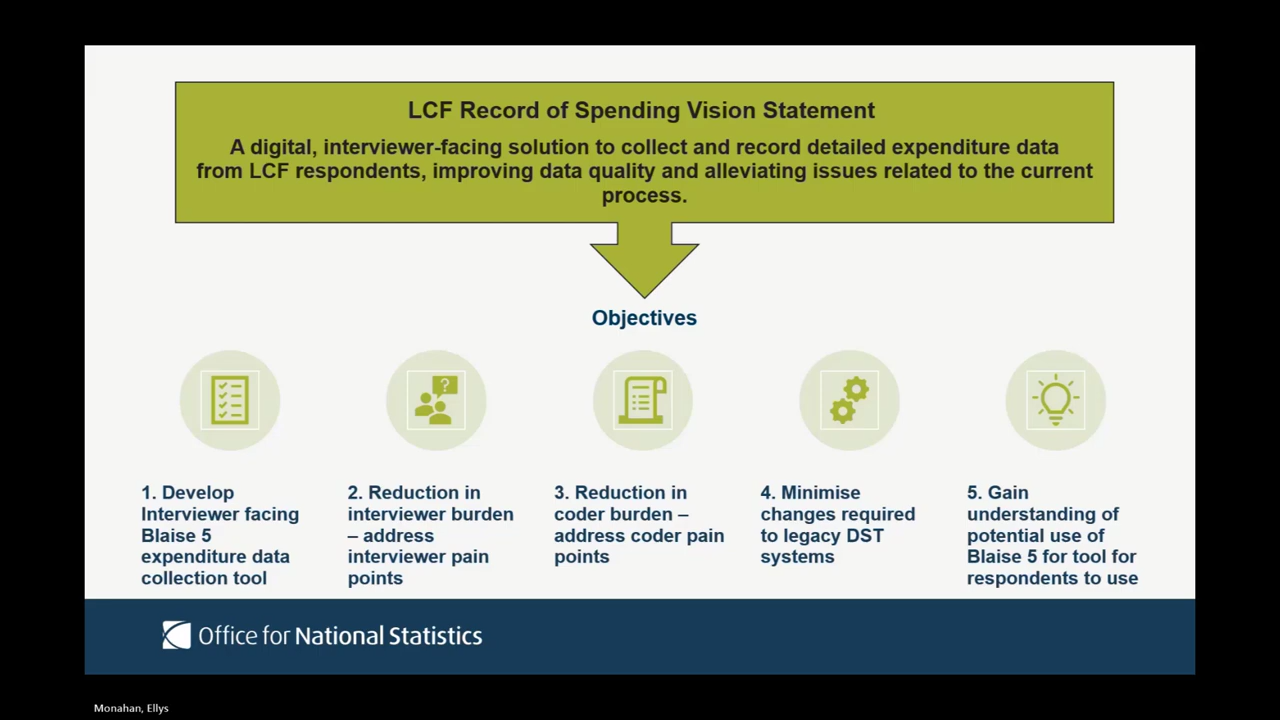 LCF Record of Spending Vision Statement
A digital, interviewer-facing solution to collect and record detailed expenditure data
from LCF respondents, improving data quality and alleviating issues related to the current
process.
Objectives
1. Develop
Interviewer facing
Blaise 5
expenditure data
collection tool
2. Reduction in
interviewer burden
– address
interviewer pain
points
3. Reduction in
coder burden –
address coder pain
points
4. Minimise
changes required
to legacy DST
systems
5. Gain
understanding of
potential use of
Blaise 5 for tool for
respondents to use
Office for National Statistics
Monahan, Ellys